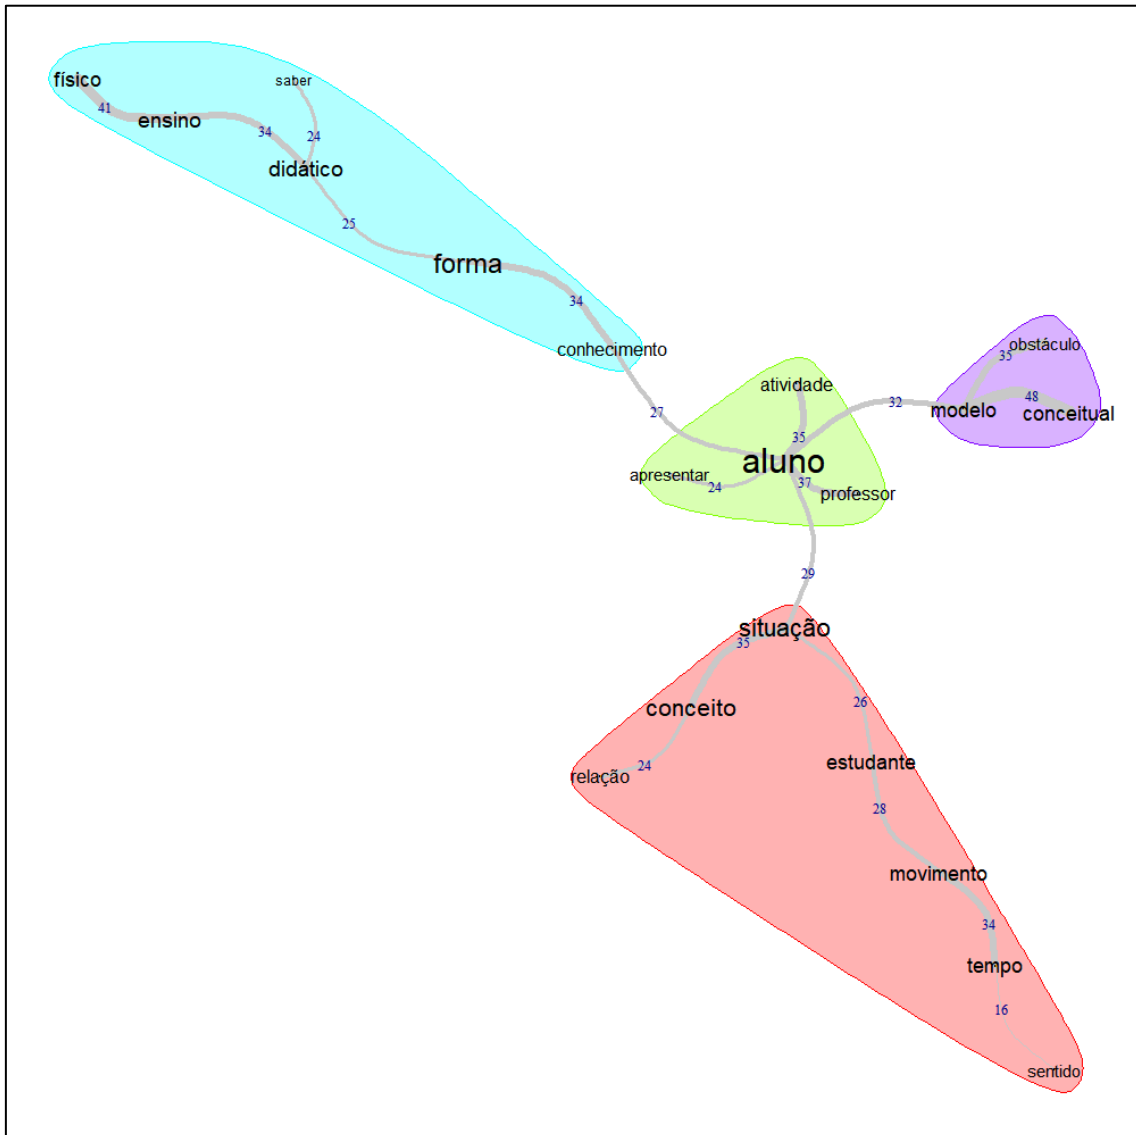 físico
saber
41
ensino
34
24
didático
25
forma
34
conhecimento
27
obstáculo
35
atividade
32
48
modelo
conceitual
35
aluno
apresentar
24
37
professor
29
situação
35
conceito
26
relação
24
estudante
28
movimento
34
tempo
16
sentido